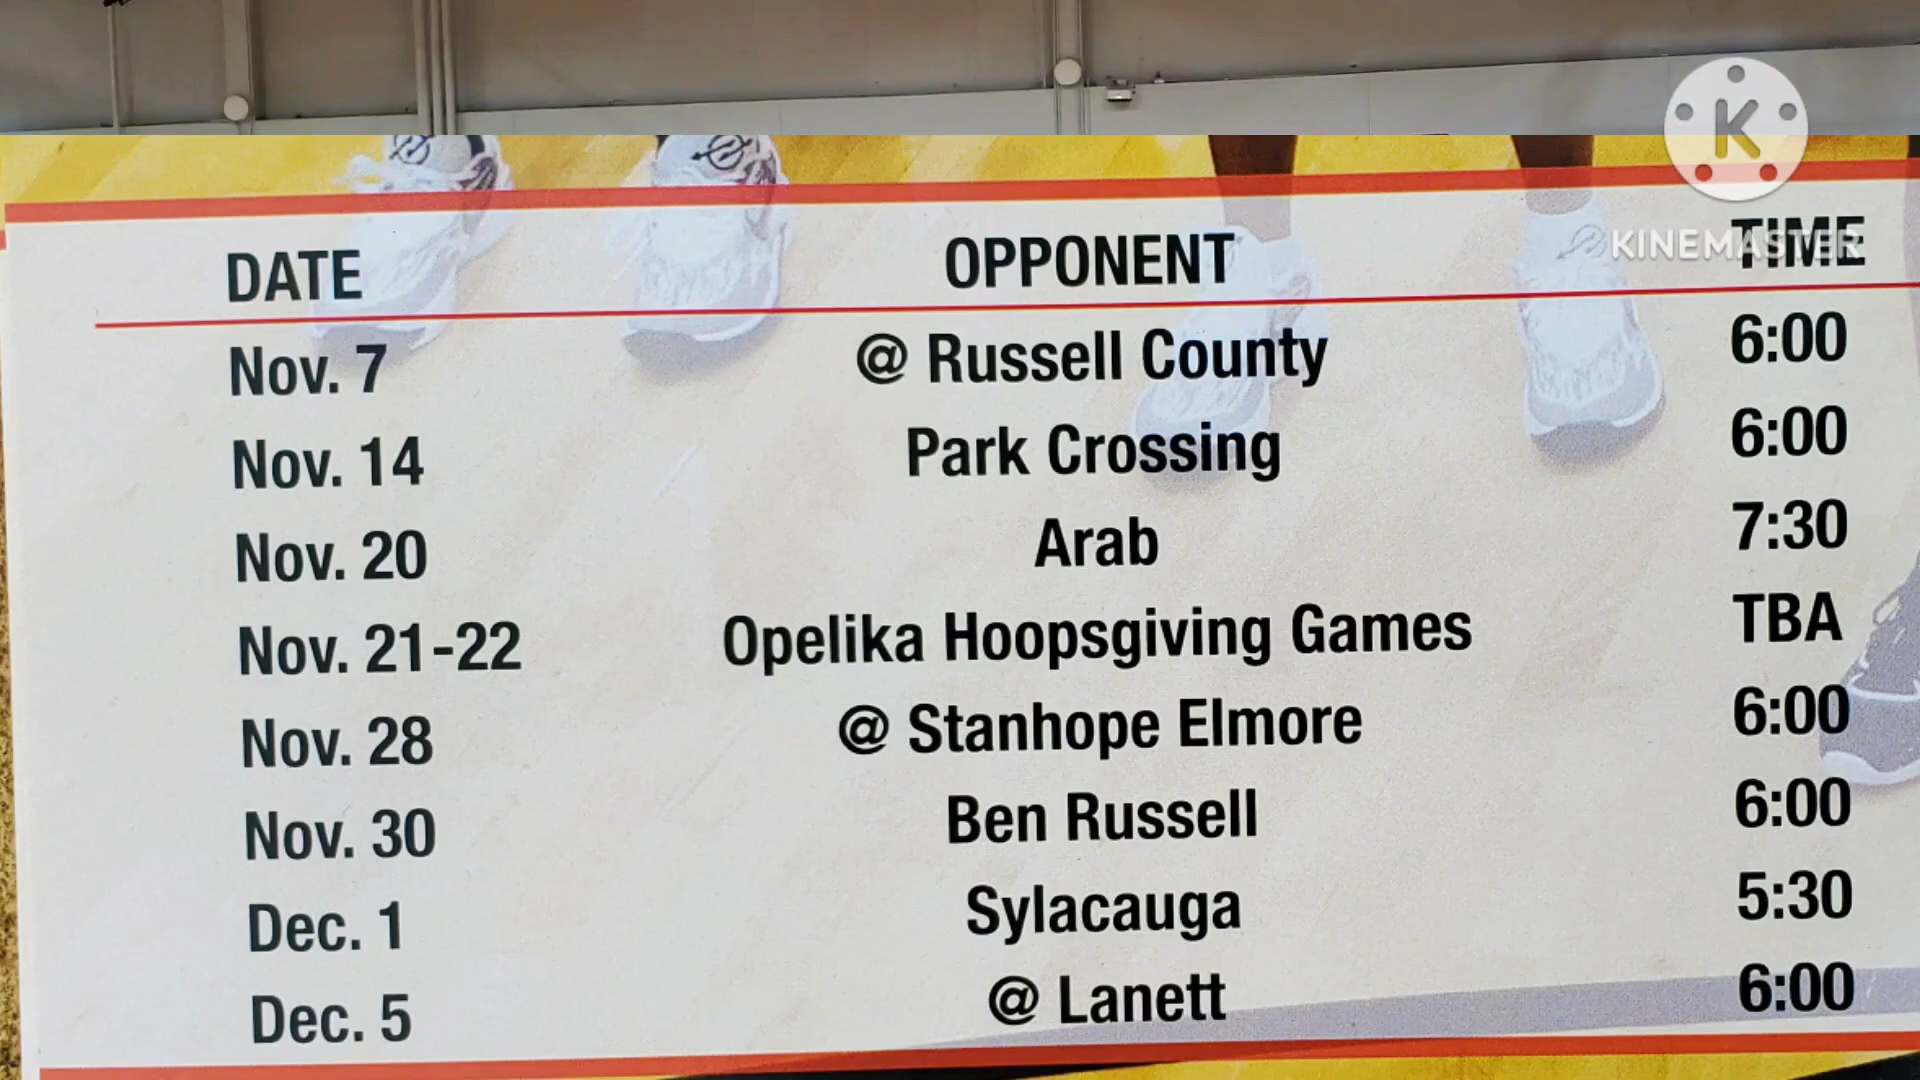 K
KINEMASTER
DATE OPPONENT TIME
Nov. 7 @ Russell County 6:00
Nov. 14 Park Crossing 6:00
Nov. 20 Arab 7:30
Nov. 21-22 Opelika Hoopsgiving Games TBA
Nov. 28 @ Stanhope Elmore 6:00
Nov. 30 Ben Russell 6:00
Dec. 1 Sylacauga 5:30
Dec. 5 @ Lanett 6:00